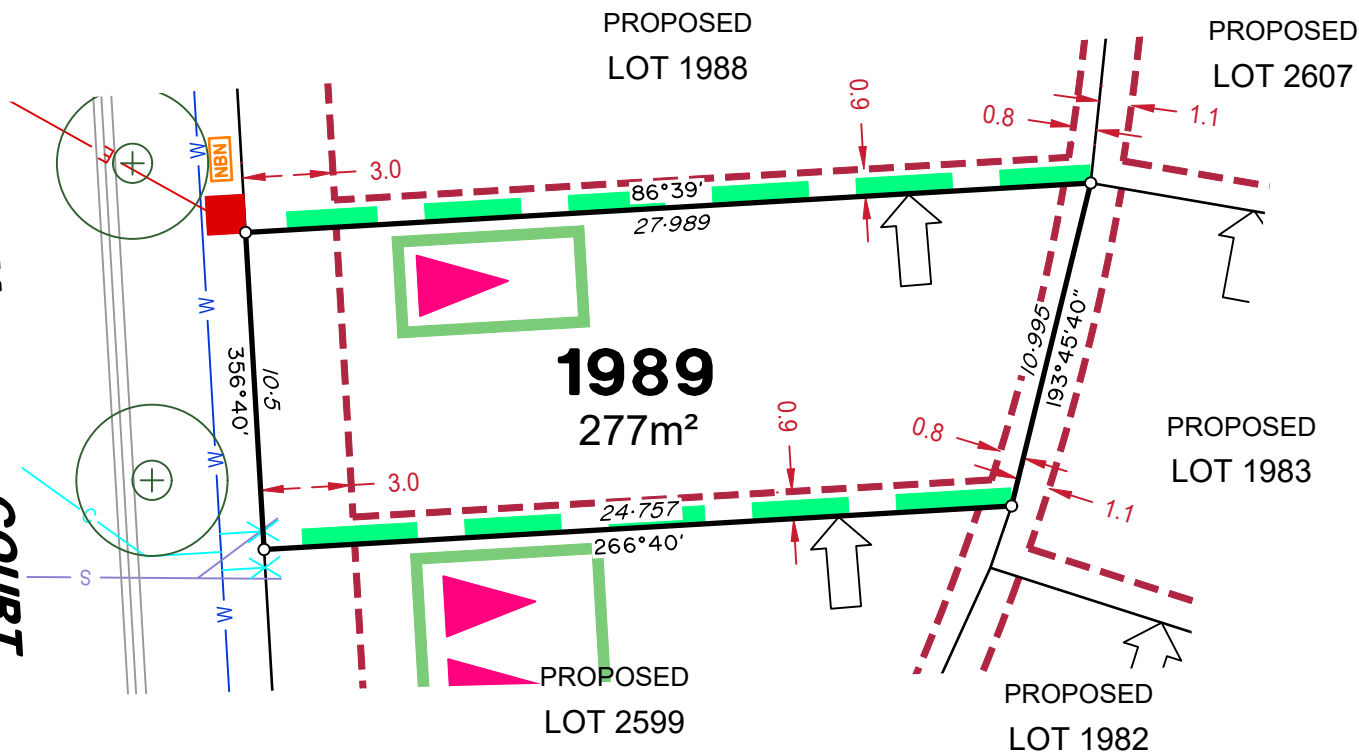 PROPOSED
LOT 1988
PROPOSED
LOT 2607
0.9
0.8
1.1
E
W
NBN
3.0
86°39'
27·989
W
356°40'
10·5
1989
277m²
10·995
193°45'40"
0.9
0.8
PROPOSED
LOT 1983
W
3.0
24·757
266°40'
1.1
S
S
W
COURT
PROPOSED
LOT 2599
PROPOSED
LOT 1982